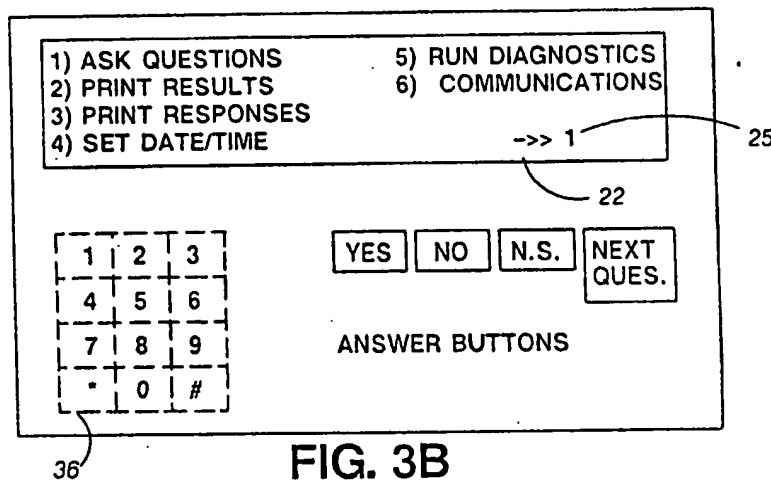 1) ASK QUESTIONS 5) RUN DIAGNOSTICS
2) PRINT RESULTS 6) COMMUNICATIONS
3) PRINT RESPONSES
4) SET DATE/TIME ->> 1 25
22
1 2 3 YES NO N.S. NEXT
QUES.
4 5 6
7 8 9 ANSWER BUTTONS
* 0 #
36 FIG. 3B